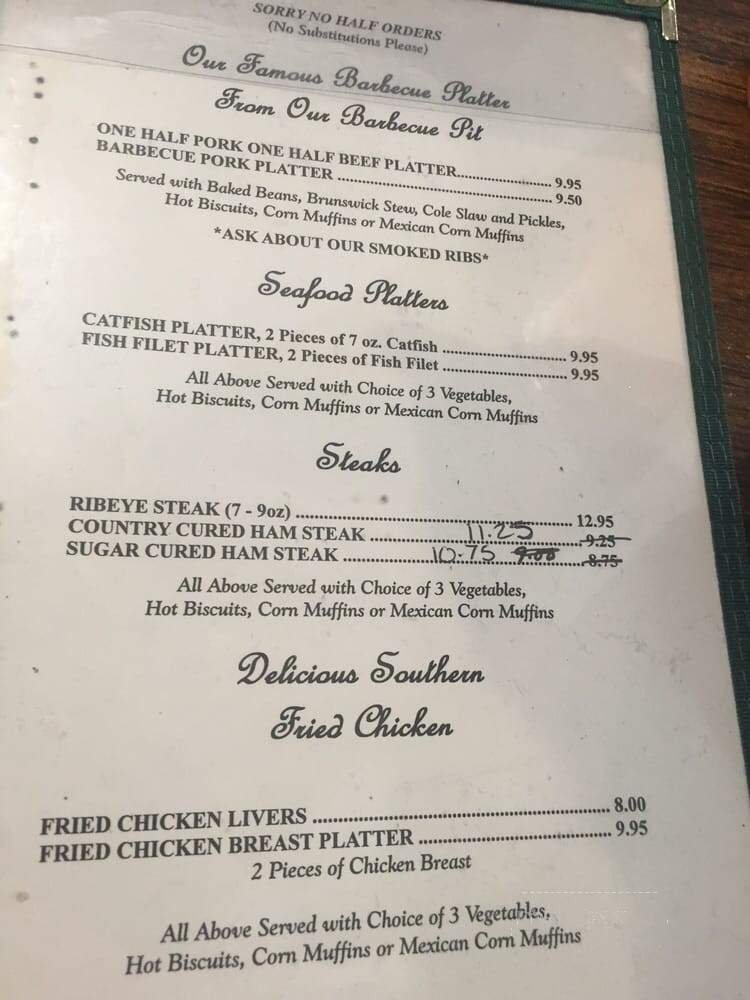 SORRY NO HALF ORDERS
(No Substitutions Please)
Our Famous Barbecue Platter
From Our Barbecue Pit
ONE HALF PORK ONE HALF BEEF PLATTER........................ 9.95
BARBECUE PORK PLATTER ...................................................... 9.50
Served with Baked Beans, Brunswick Stew, Cole Slaw and Pickles,
Hot Biscuits, Corn Muffins or Mexican Corn Muffins
*ASK ABOUT OUR SMOKED RIBS*
Seafood Platters
CATFISH PLATTER, 2 Pieces of 7 oz. Catfish ............................... 9.95
FISH FILET PLATTER, 2 Pieces of Fish Filet ............................... 9.95
All Above Served with Choice of 3 Vegetables,
Hot Biscuits, Corn Muffins or Mexican Corn Muffins
Steaks
RIBEYE STEAK (7 - 9oz) ................................................................ 12.95
COUNTRY CURED HAM STEAK ................ 11.25 ................ 9.25
SUGAR CURED HAM STEAK ................ 10.75 9.00 ................ 8.75
All Above Served with Choice of 3 Vegetables,
Hot Biscuits, Corn Muffins or Mexican Corn Muffins
Delicious Southern
Fried Chicken
FRIED CHICKEN LIVERS ................................................................ 8.00
FRIED CHICKEN BREAST PLATTER ........................................ 9.95
2 Pieces of Chicken Breast
All Above Served with Choice of 3 Vegetables,
Hot Biscuits, Corn Muffins or Mexican Corn Muffins